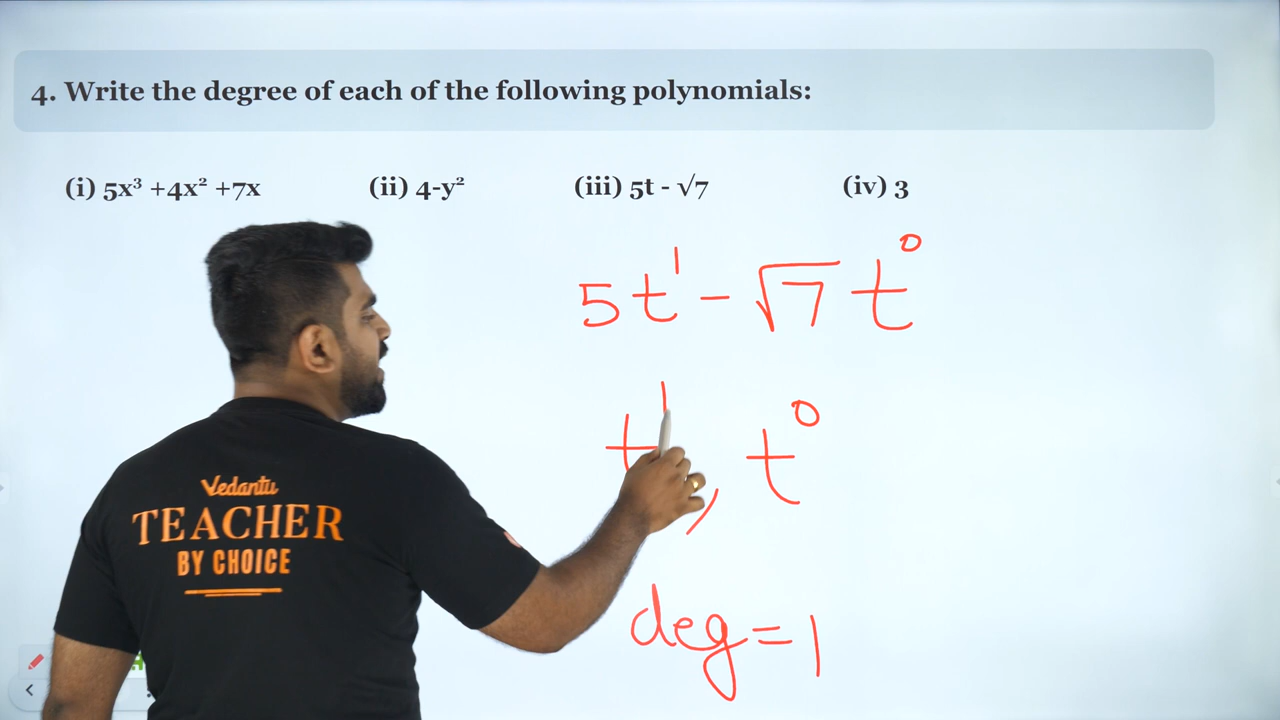 4. Write the degree of each of the following polynomials:
(i) 5x³ +4x² +7x (ii) 4-y² (iii) 5t - √7 (iv) 3
5t¹ - √7 t⁰
t¹, t⁰
deg = 1
Vedantu
TEACHER
BY CHOICE